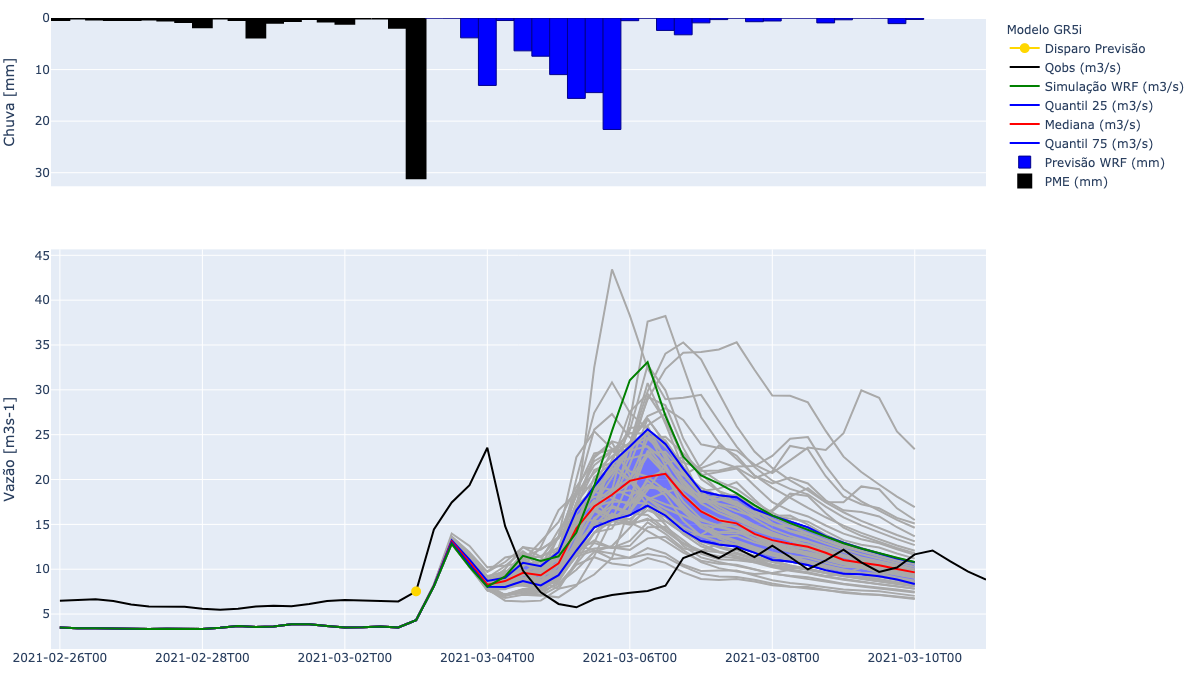 0
10
20
30
Chuva [mm]
Modelo GR5i
Disparo Previsão
Qobs (m3/s)
Simulação WRF (m3/s)
Quantil 25 (m3/s)
Mediana (m3/s)
Quantil 75 (m3/s)
Previsão WRF (mm)
PME (mm)
45
40
35
30
25
20
15
10
5
Vazão [m3s-1]
2021-02-26T00 2021-02-28T00 2021-03-02T00 2021-03-04T00 2021-03-06T00 2021-03-08T00 2021-03-10T00